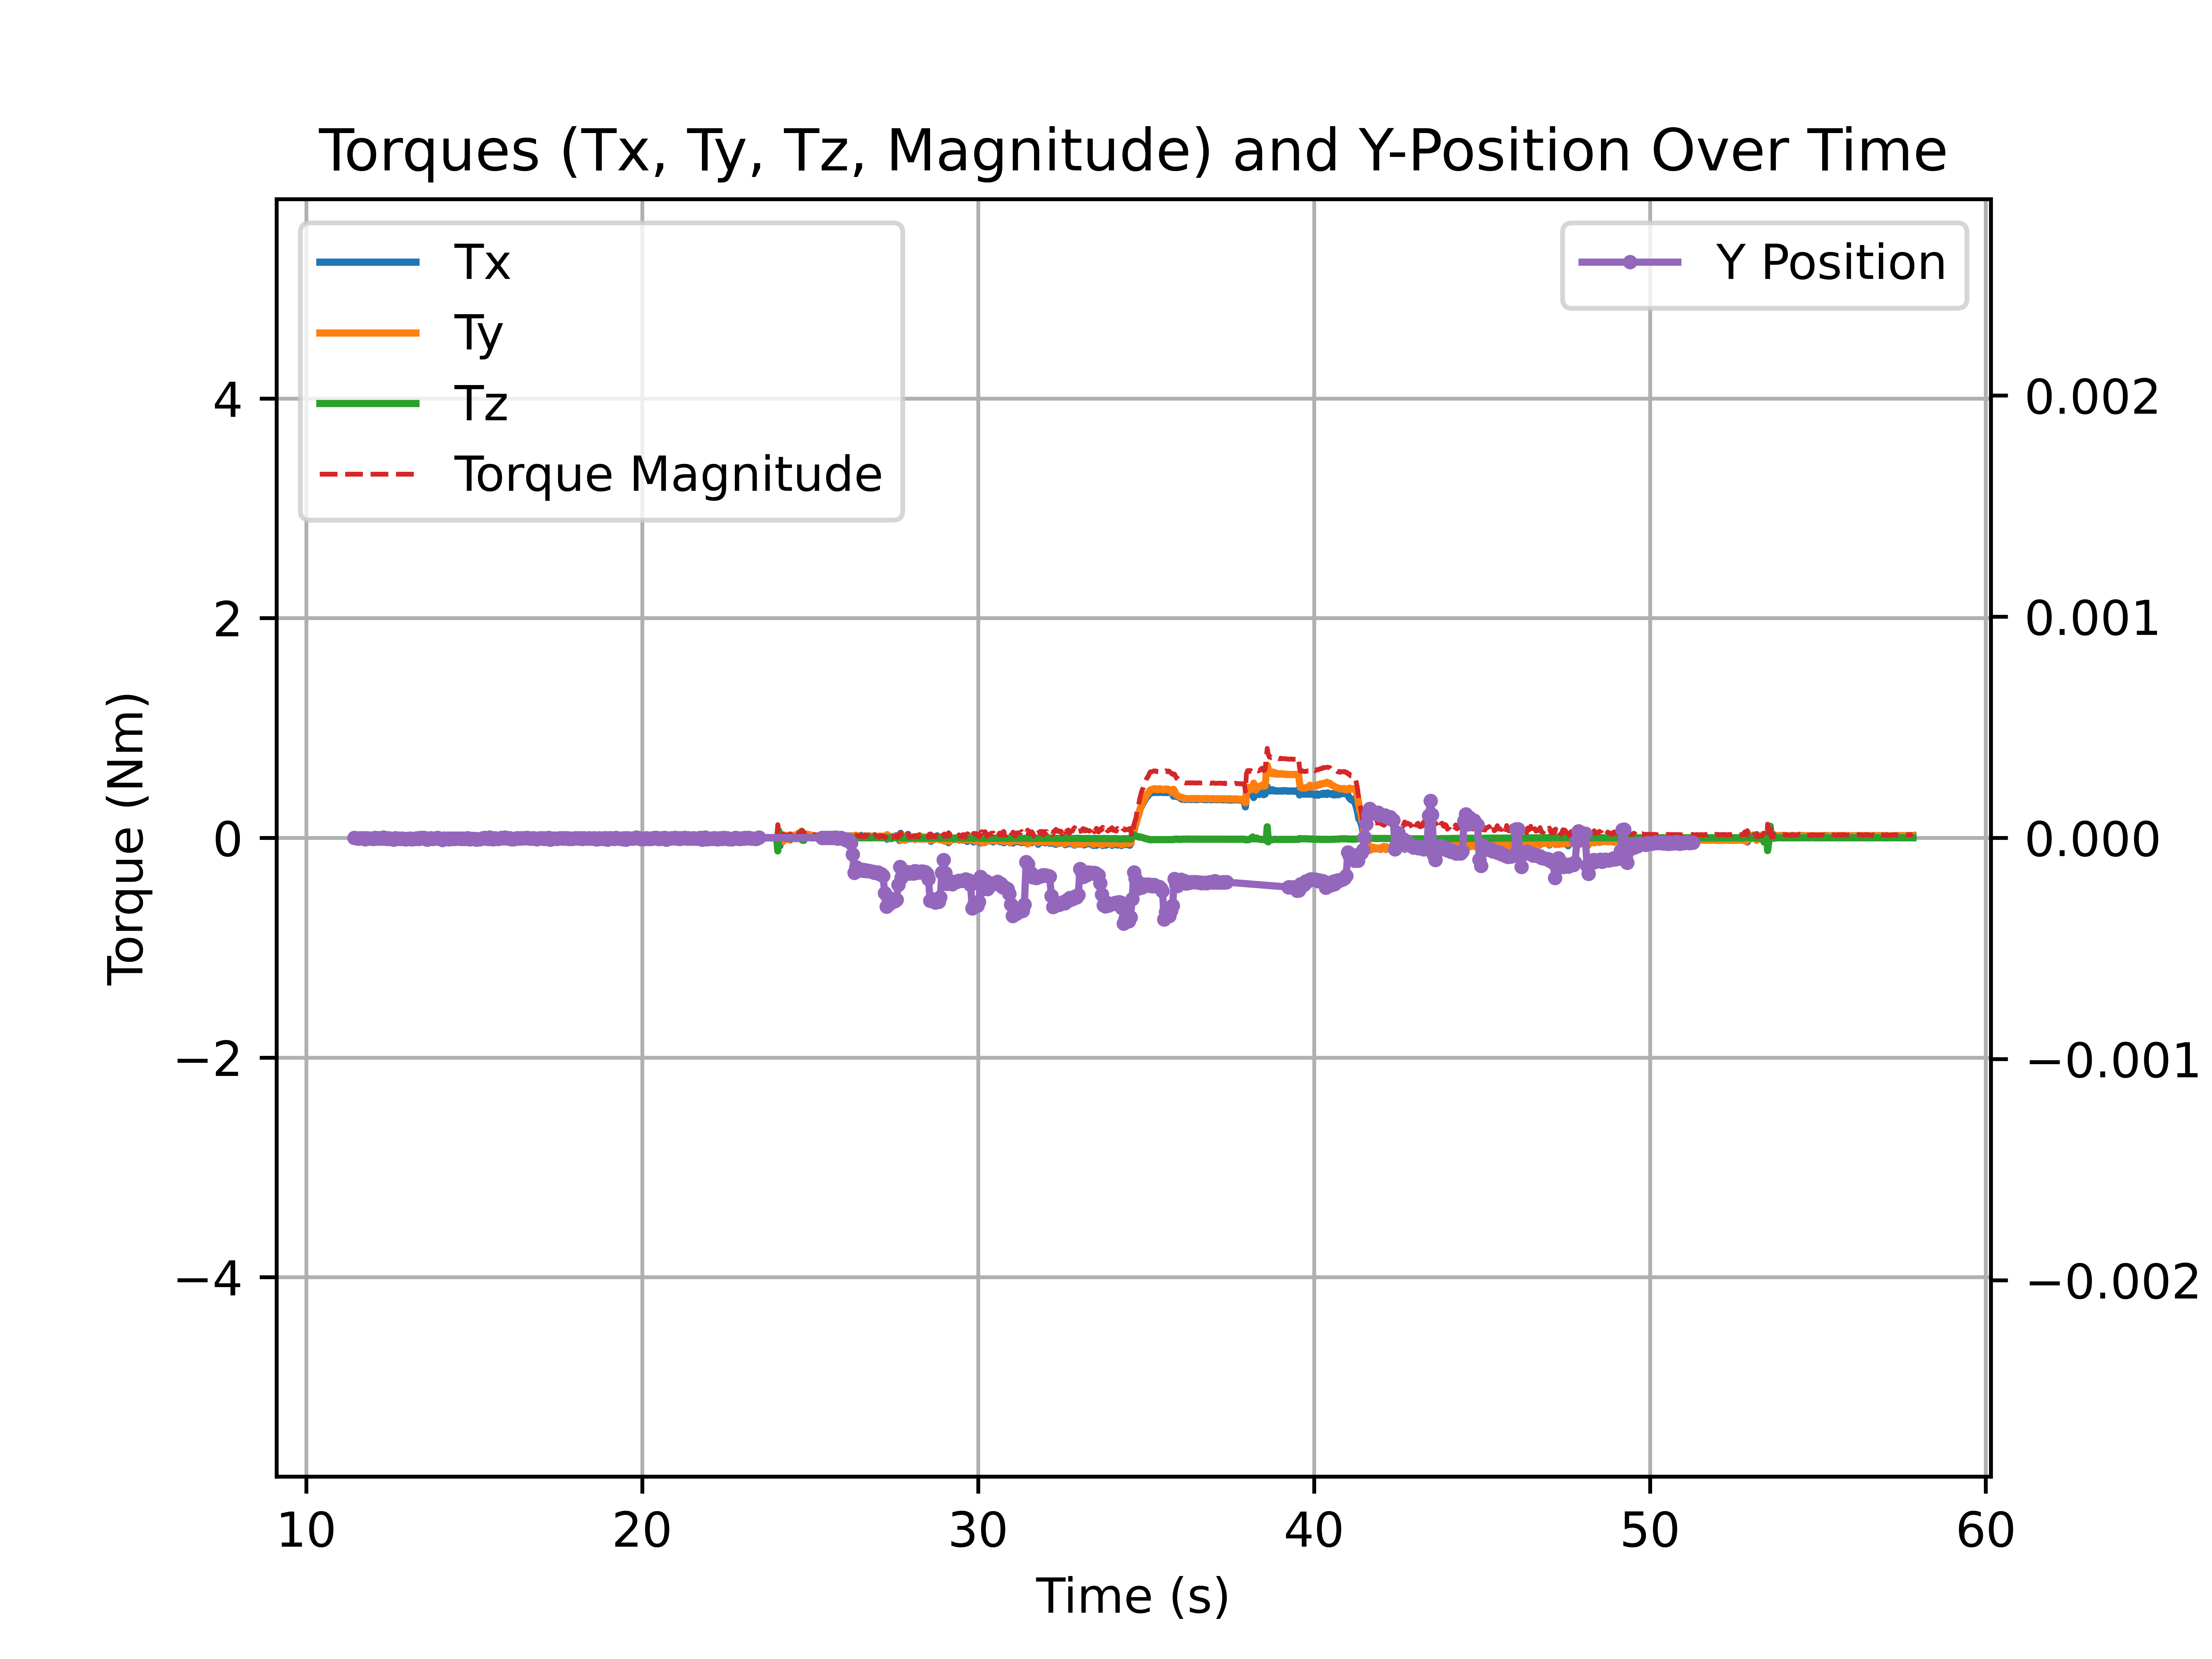 Torques (Tx, Ty, Tz, Magnitude) and Y-Position Over Time
Tx
Ty
Tz
Torque Magnitude
Y Position
Torque (Nm)
4
2
0
−2
−4
0.002
0.001
0.000
−0.001
−0.002
10 20 30 40 50 60
Time (s)